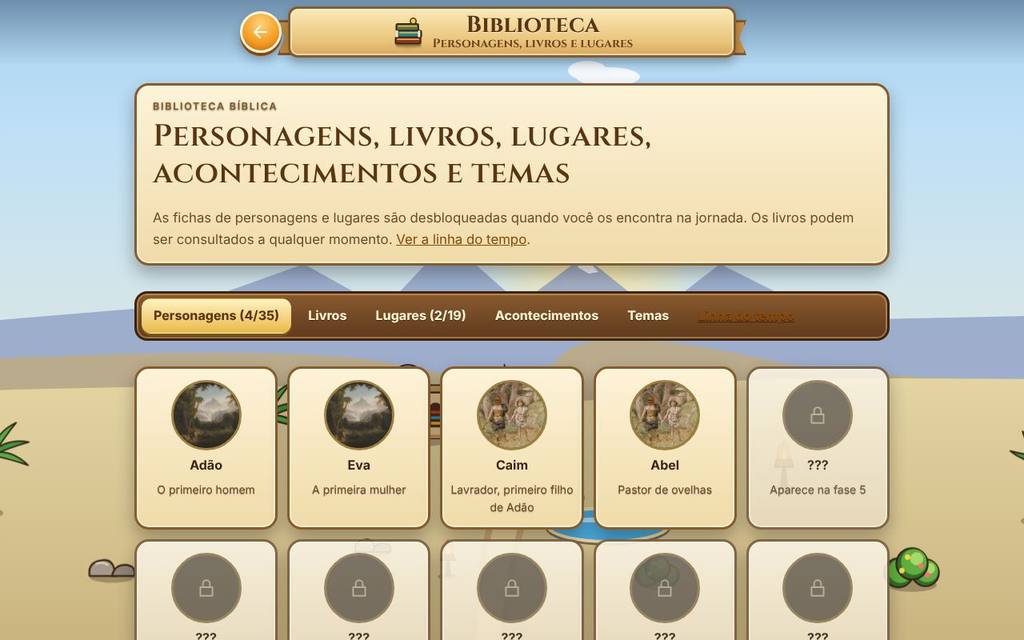 Biblioteca
Personagens, livros e lugares
BIBLIOTECA BÍBLICA
Personagens, livros, lugares,
acontecimentos e temas
As fichas de personagens e lugares são desbloqueadas quando você os encontra na jornada. Os livros podem
ser consultados a qualquer momento. Ver a linha do tempo.
Personagens (4/35) Livros Lugares (2/19) Acontecimentos Temas Linha do tempo
Adão Eva Caim Abel ???
O primeiro homem A primeira mulher Lavrador, primeiro filho Pastor de ovelhas Aparece na fase 5
de Adão
??? ??? ??? ??? ???